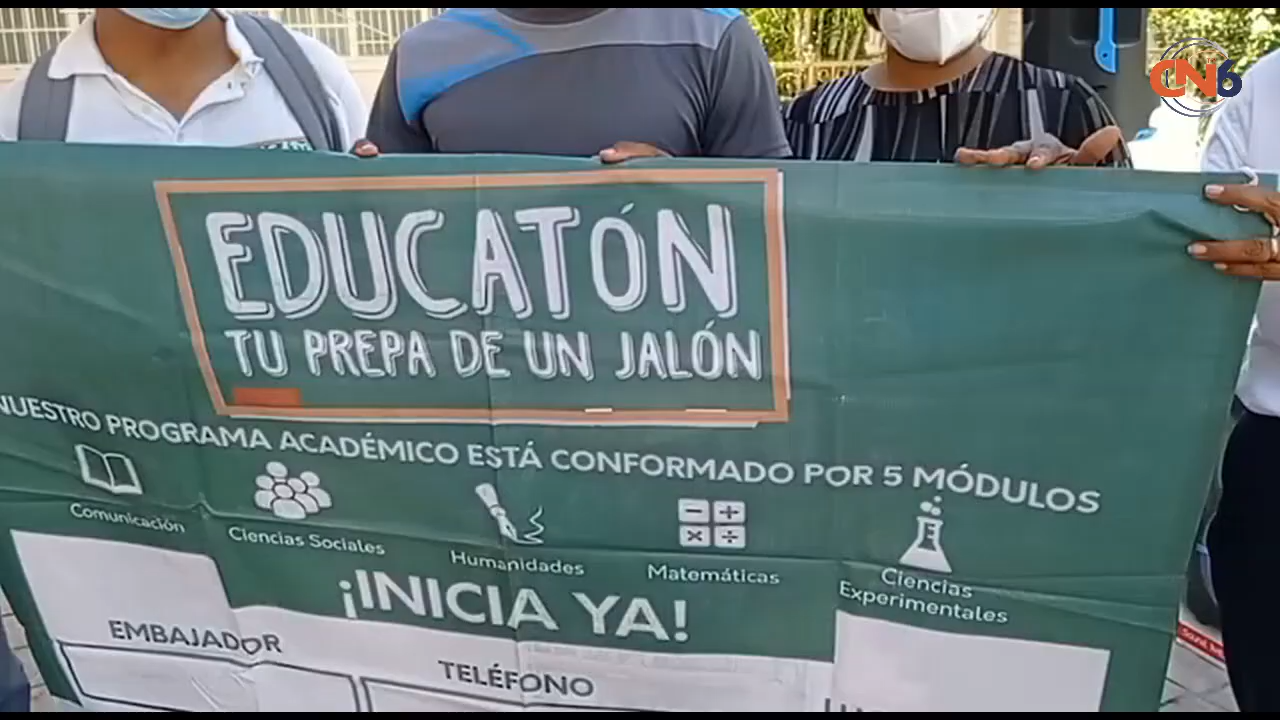 CN6
EDUCATÓN
TU PREPA DE UN JALÓN
NUESTRO PROGRAMA ACADÉMICO ESTÁ CONFORMADO POR 5 MÓDULOS
Comunicación
Ciencias Sociales
Humanidades
Matemáticas
Ciencias
Experimentales
¡INICIA YA!
EMBAJADOR
TELÉFONO